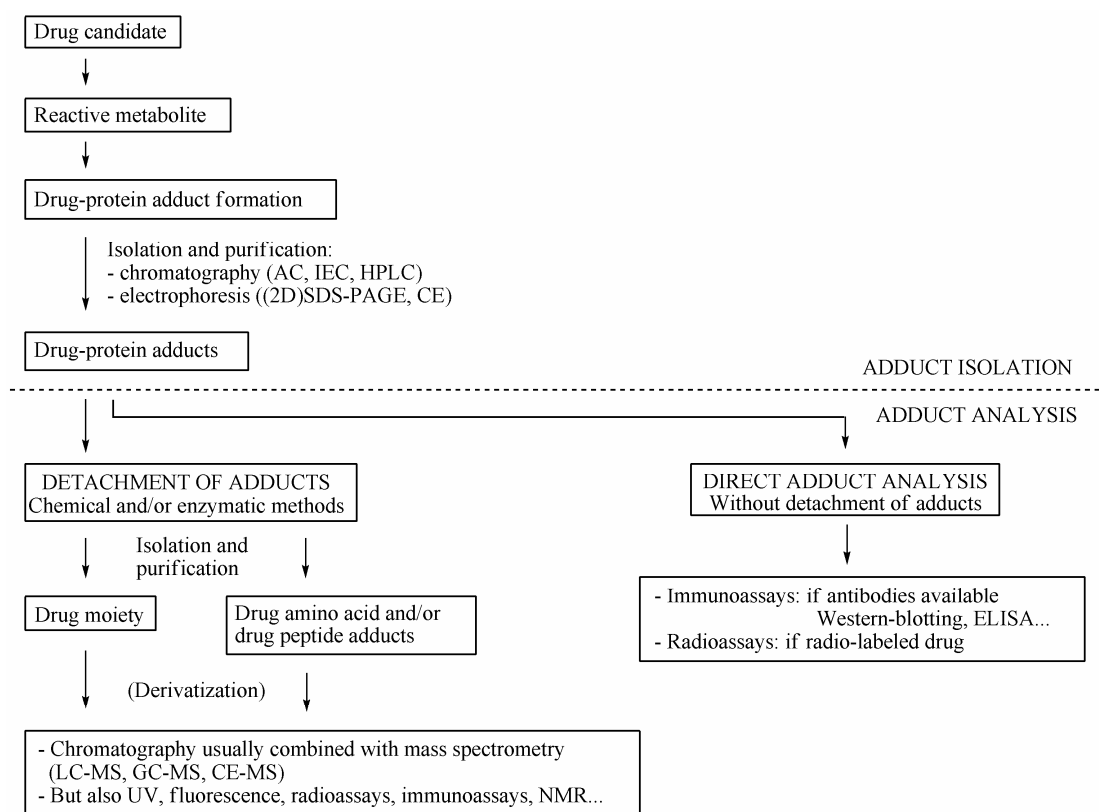 Drug candidate
Reactive metabolite
Drug-protein adduct formation
Isolation and purification:
- chromatography (AC, IEC, HPLC)
- electrophoresis ((2D)SDS-PAGE, CE)
Drug-protein adducts
ADDUCT ISOLATION
ADDUCT ANALYSIS
DETACHMENT OF ADDUCTS
Chemical and/or enzymatic methods
DIRECT ADDUCT ANALYSIS
Without detachment of adducts
Isolation and
purification
Drug moiety
Drug amino acid and/or
drug peptide adducts
- Immunoassays: if antibodies available
Western-blotting, ELISA...
- Radioassays: if radio-labeled drug
(Derivatization)
- Chromatography usually combined with mass spectrometry
(LC-MS, GC-MS, CE-MS)
- But also UV, fluorescence, radioassays, immunoassays, NMR...